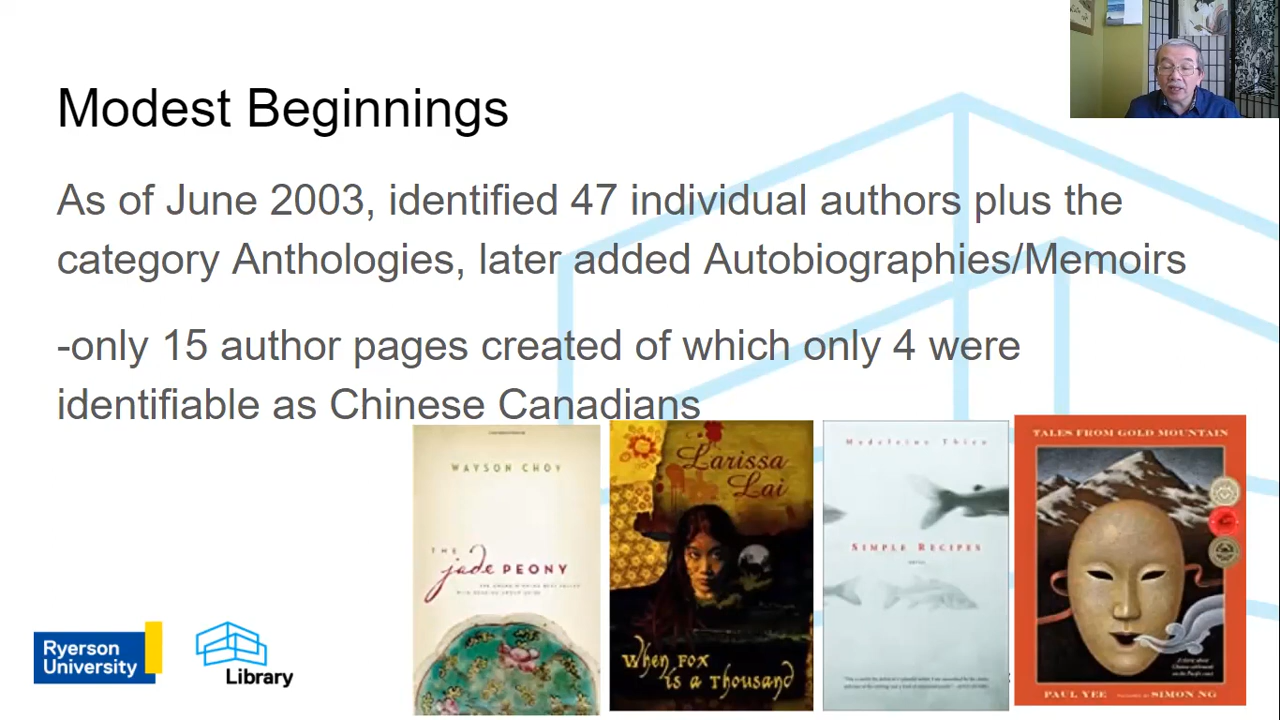 Modest Beginnings
As of June 2003, identified 47 individual authors plus the
category Anthologies, later added Autobiographies/Memoirs
-only 15 author pages created of which only 4 were
identifiable as Chinese Canadians
WAYSON CHOY
THE
jade PEONY
Larissa
Lai
When Fox
is a Thousand
Madeleine Thien
SIMPLE RECIPES
TALES FROM GOLD MOUNTAIN
PAUL YEE
SIMON NG
Ryerson
University
Library